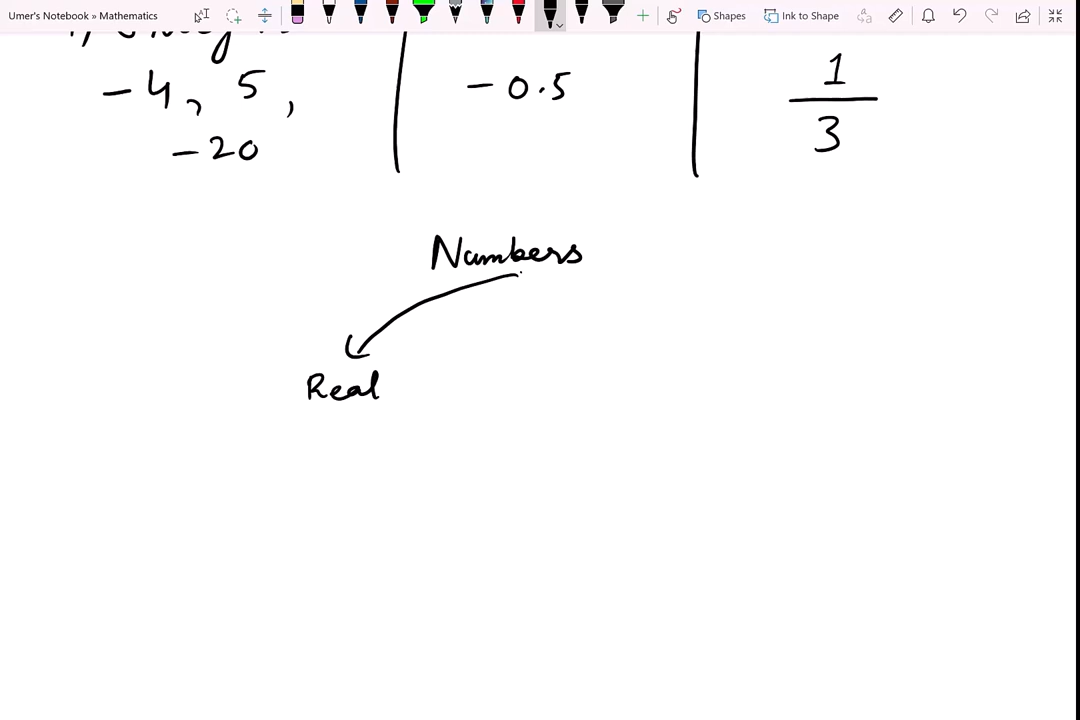 Umer's Notebook » Mathematics
Shapes
Ink to Shape
-4, 5,
-20
-0.5
1
3
Numbers
Real